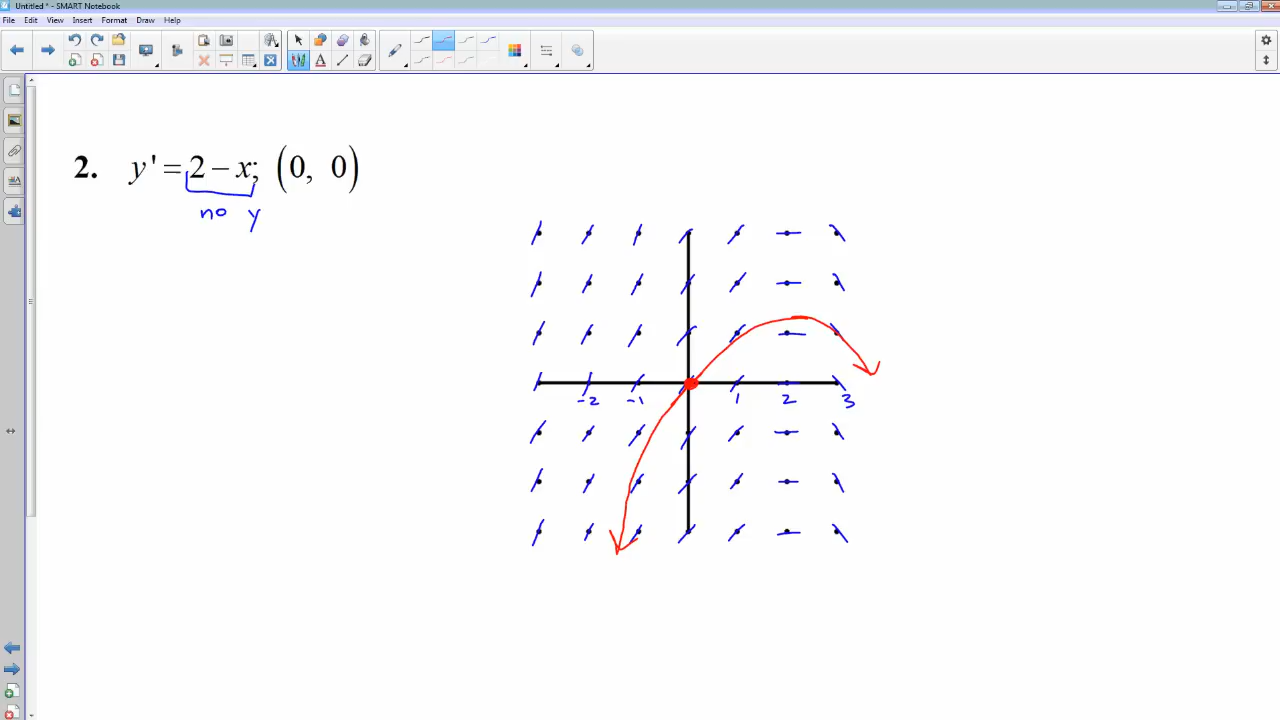 Untitled * - SMART Notebook
File Edit View Insert Format Draw Help
2. y' = 2 − x; (0, 0)
no y
-2 -1 1 2 3